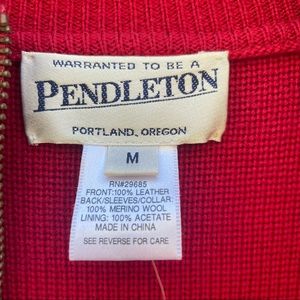 WARRANTED TO BE A
PENDLETON
PORTLAND, OREGON
M
RN#29685
FRONT:100% LEATHER
BACK/SLEEVES/COLLAR:
100% MERINO WOOL
LINING: 100% ACETATE
MADE IN CHINA
SEE REVERSE FOR CARE